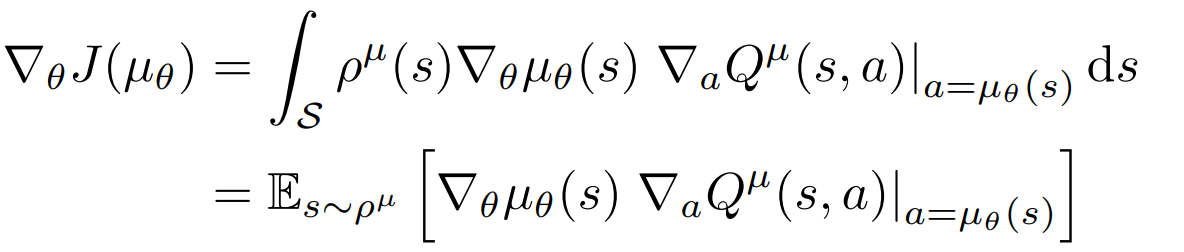 ∇_θ J(μ_θ) = ∫_𝒮 ρ^μ(s) ∇_θ μ_θ(s) ∇_a Q^μ(s, a)|_{a=μ_θ(s)} ds
= 𝔼_{s∼ρ^μ} [∇_θ μ_θ(s) ∇_a Q^μ(s, a)|_{a=μ_θ(s)}]